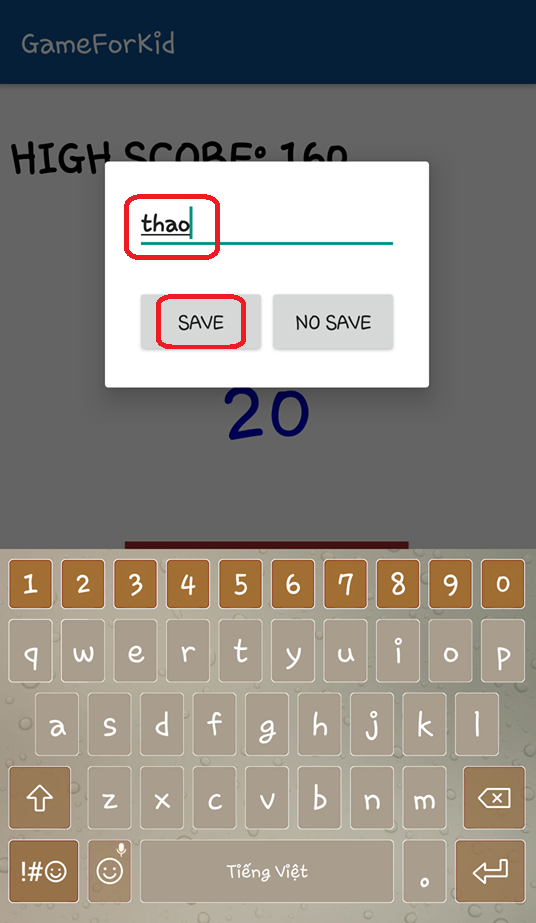 GameForKid
HIGH SCORE: 160
thao
SAVE NO SAVE
20
1 2 3 4 5 6 7 8 9 0
q w e r t y u i o p
a s d f g h j k l
z x c v b n m
!#☺ Tiếng Việt .